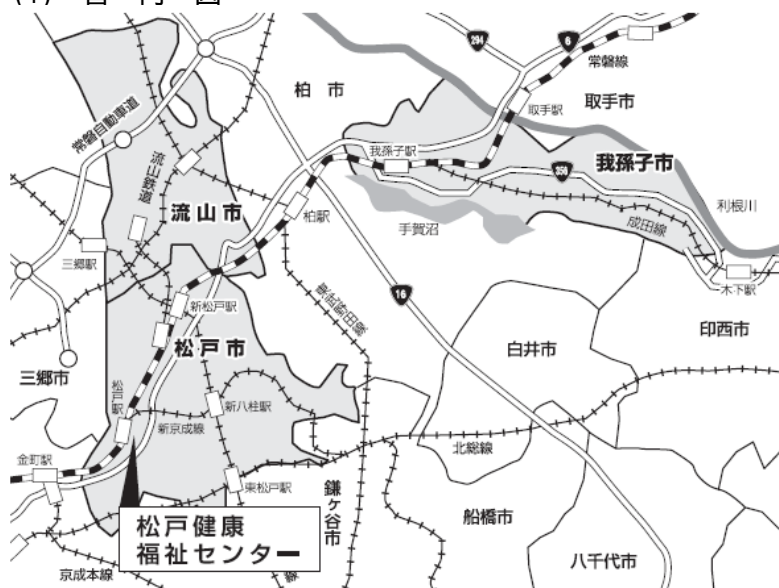 294
6
常磐線
柏市
取手駅
取手市
常磐自動車道
我孫子駅
我孫子市
流山鉄道
356
流山市
柏駅
利根川
手賀沼
成田線
三郷駅
木下駅
新松戸駅
16
東武野田線
印西市
松戸市
白井市
三郷市
松戸駅
新八柱駅
新京成線
北総線
金町駅
東松戸駅
鎌ヶ谷市
船橋市
松戸健康
福祉センター
八千代市
京成本線
線